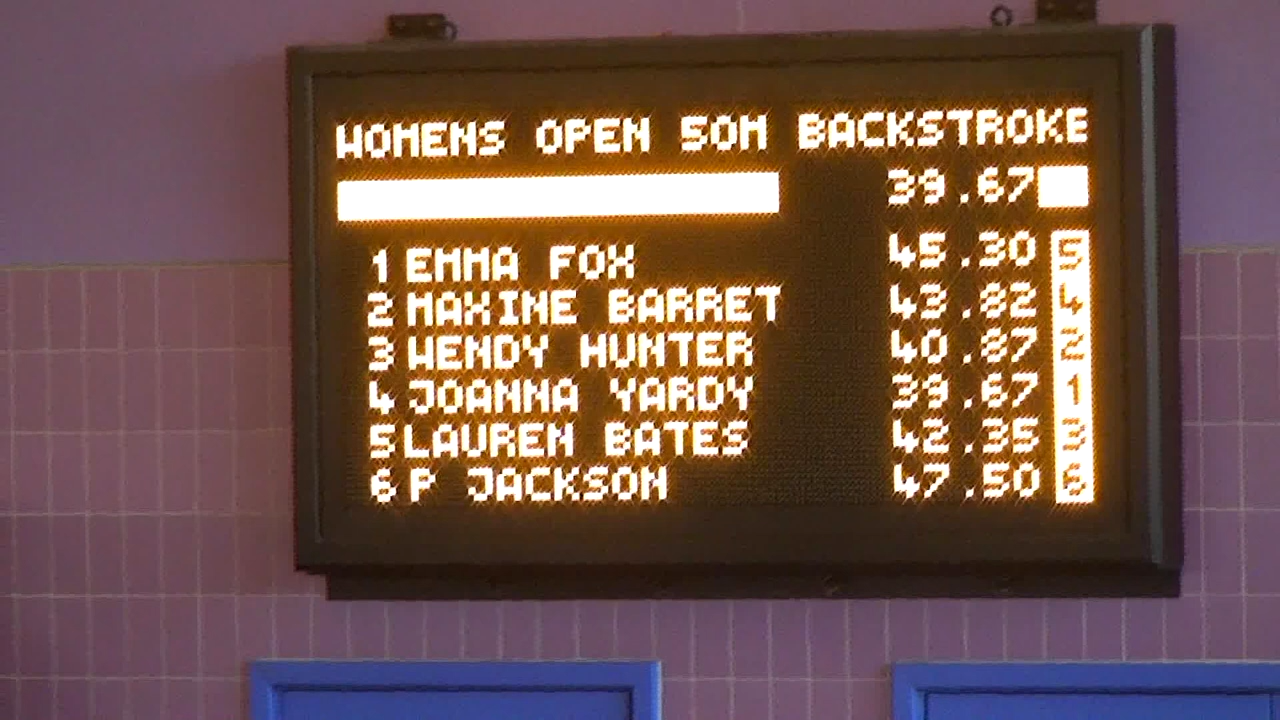 WOMENS OPEN 50M BACKSTROKE
39.67
1 EMMA FOX 45.30 5
2 MAXINE BARRET 43.82 4
3 WENDY HUNTER 40.87 2
4 JOANNA YARDY 39.67 1
5 LAUREN BATES 42.35 3
6 P JACKSON 47.50 6